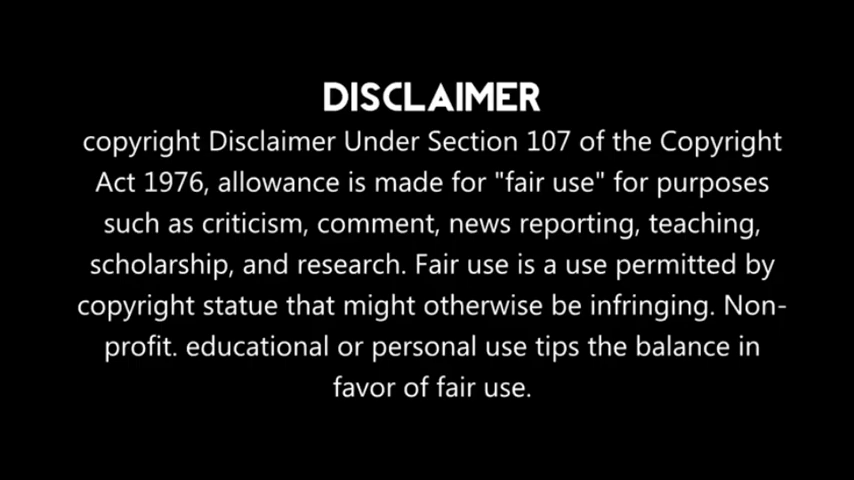 DISCLAIMER
copyright Disclaimer Under Section 107 of the Copyright
Act 1976, allowance is made for "fair use" for purposes
such as criticism, comment, news reporting, teaching,
scholarship, and research. Fair use is a use permitted by
copyright statue that might otherwise be infringing. Non-
profit. educational or personal use tips the balance in
favor of fair use.